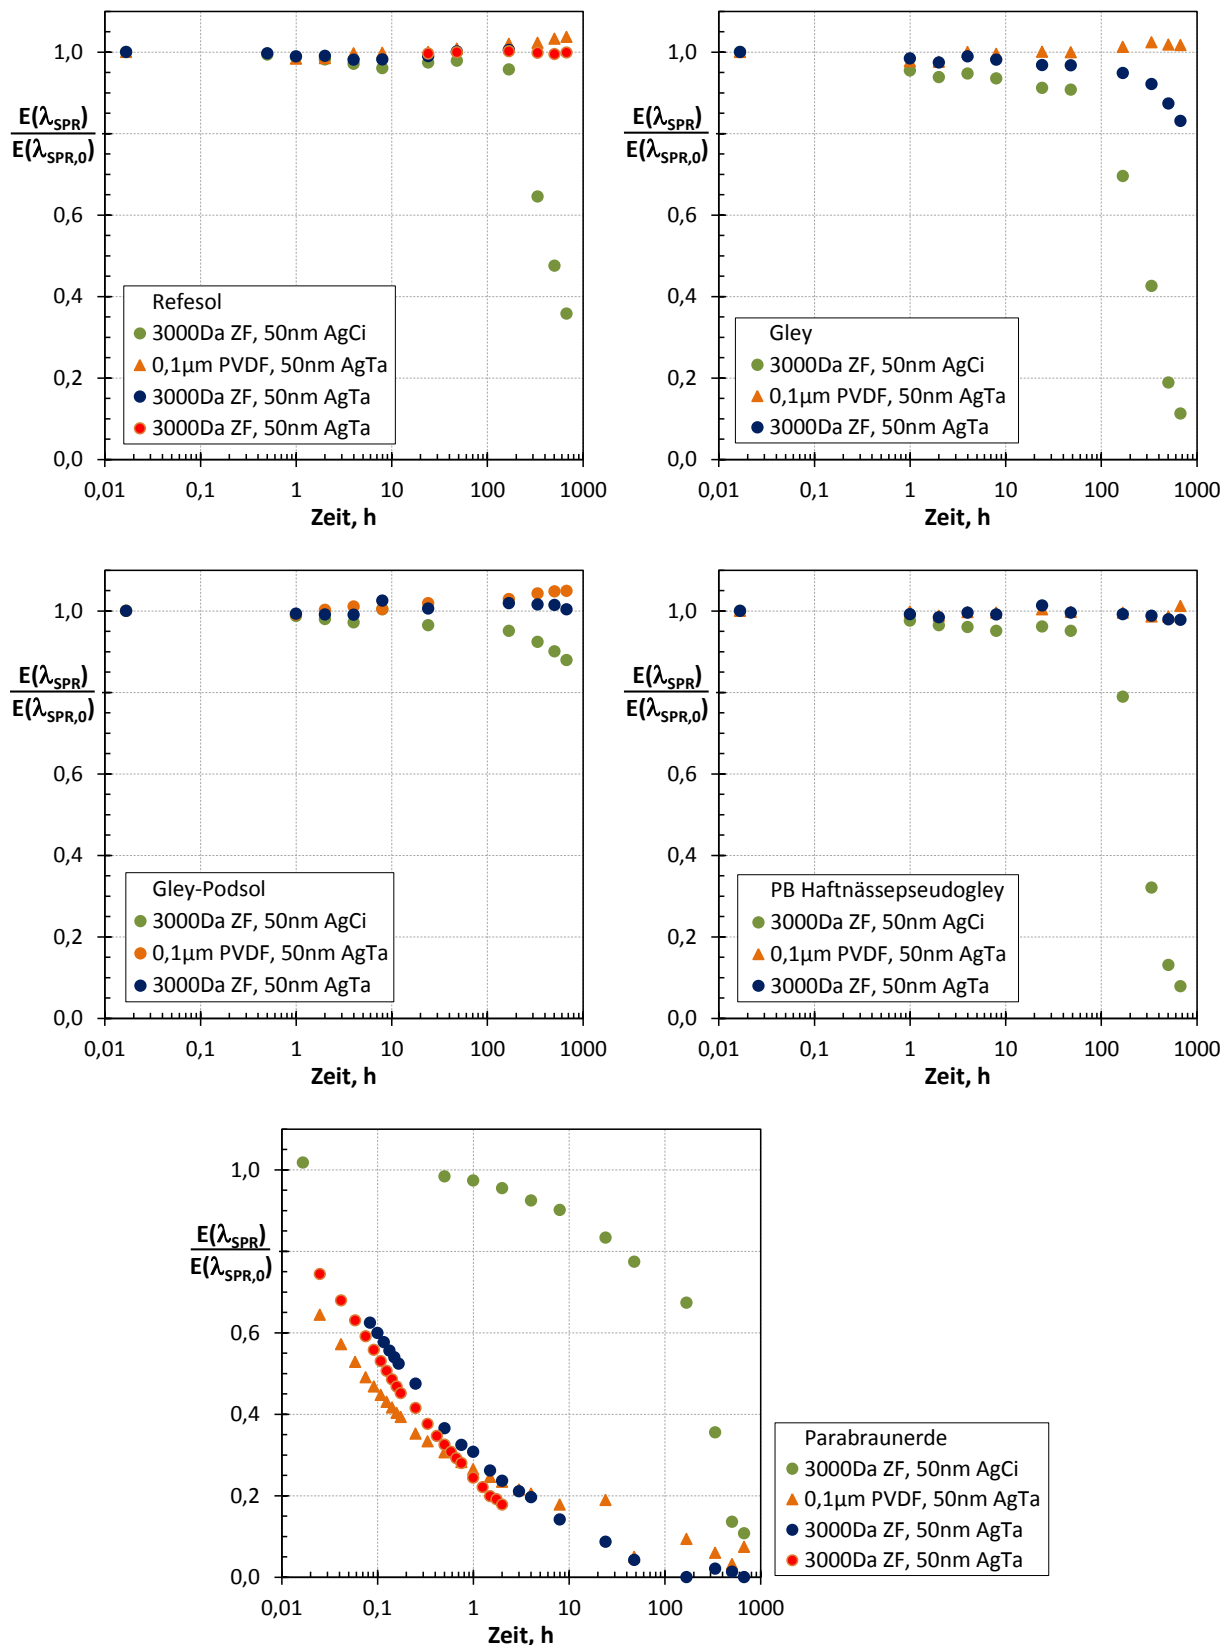 1,0
0,6
0,4
0,2
0,0
E(λSPR)
E(λSPR,0)
Refesol
3000Da ZF, 50nm AgCi
0,1µm PVDF, 50nm AgTa
3000Da ZF, 50nm AgTa
3000Da ZF, 50nm AgTa
0,01 0,1 1 10 100 1000
Zeit, h
1,0
0,6
0,4
0,2
0,0
E(λSPR)
E(λSPR,0)
Gley
3000Da ZF, 50nm AgCi
0,1µm PVDF, 50nm AgTa
3000Da ZF, 50nm AgTa
0,01 0,1 1 10 100 1000
Zeit, h
1,0
0,6
0,4
0,2
0,0
E(λSPR)
E(λSPR,0)
Gley-Podsol
3000Da ZF, 50nm AgCi
0,1µm PVDF, 50nm AgTa
3000Da ZF, 50nm AgTa
0,01 0,1 1 10 100 1000
Zeit, h
1,0
0,6
0,4
0,2
0,0
E(λSPR)
E(λSPR,0)
PB Haftnässepseudogley
3000Da ZF, 50nm AgCi
0,1µm PVDF, 50nm AgTa
3000Da ZF, 50nm AgTa
0,01 0,1 1 10 100 1000
Zeit, h
1,0
0,6
0,4
0,2
0,0
E(λSPR)
E(λSPR,0)
Parabraunerde
3000Da ZF, 50nm AgCi
0,1µm PVDF, 50nm AgTa
3000Da ZF, 50nm AgTa
3000Da ZF, 50nm AgTa
0,01 0,1 1 10 100 1000
Zeit, h